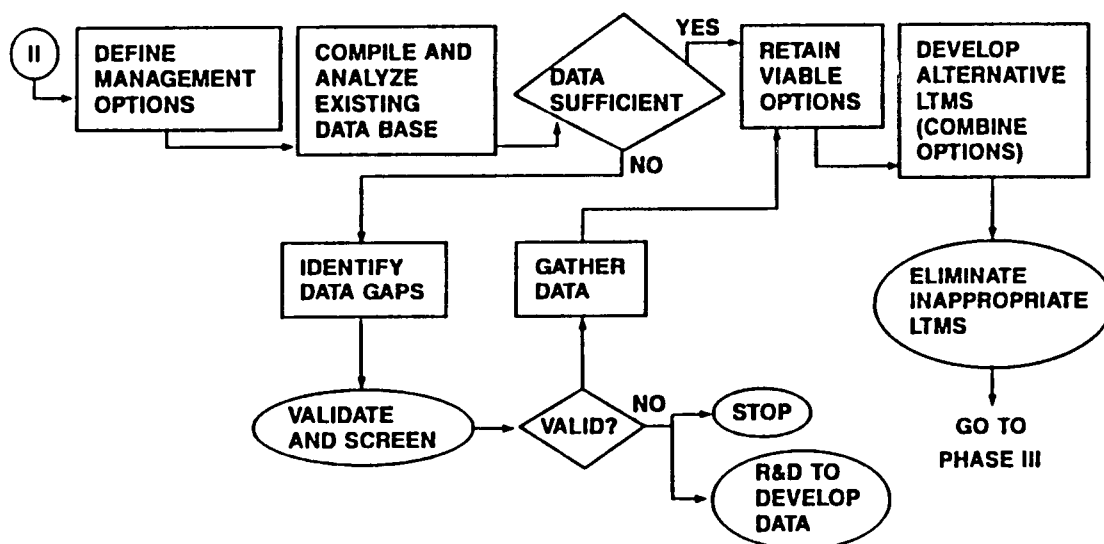 II
DEFINE
MANAGEMENT
OPTIONS
COMPILE AND
ANALYZE
EXISTING
DATA BASE
DATA
SUFFICIENT
YES
NO
RETAIN
VIABLE
OPTIONS
DEVELOP
ALTERNATIVE
LTMS
(COMBINE
OPTIONS)
IDENTIFY
DATA GAPS
GATHER
DATA
ELIMINATE
INAPPROPRIATE
LTMS
VALIDATE
AND SCREEN
VALID?
NO
STOP
R&D TO
DEVELOP
DATA
GO TO
PHASE III